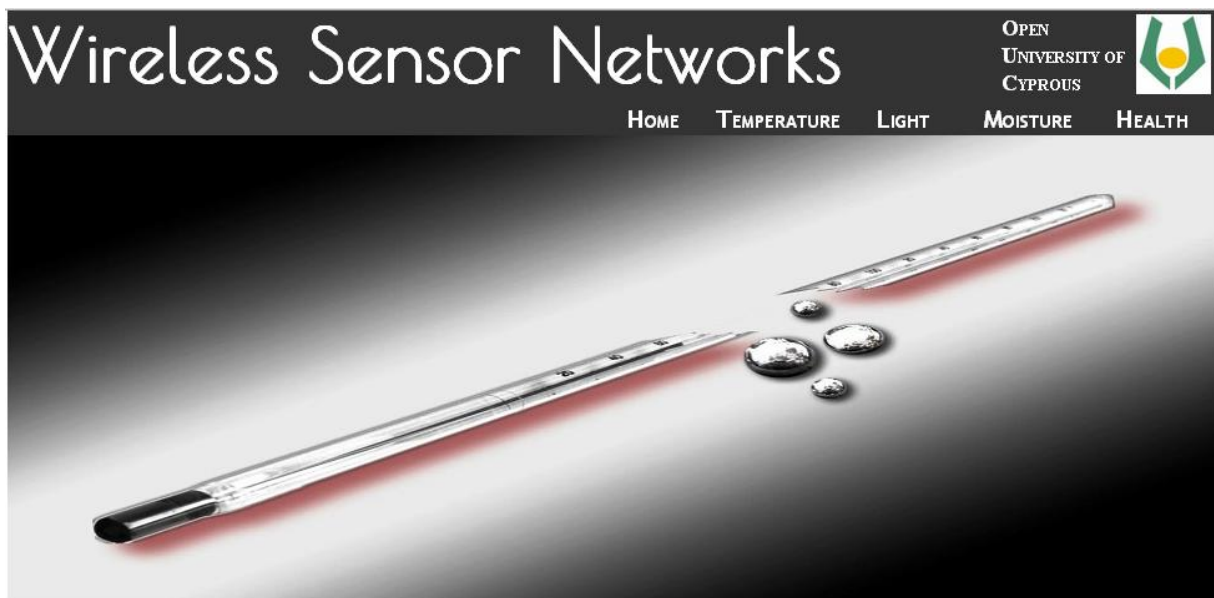 Wireless Sensor Networks
OPEN
UNIVERSITY OF
CYPROUS
HOME TEMPERATURE LIGHT MOISTURE HEALTH